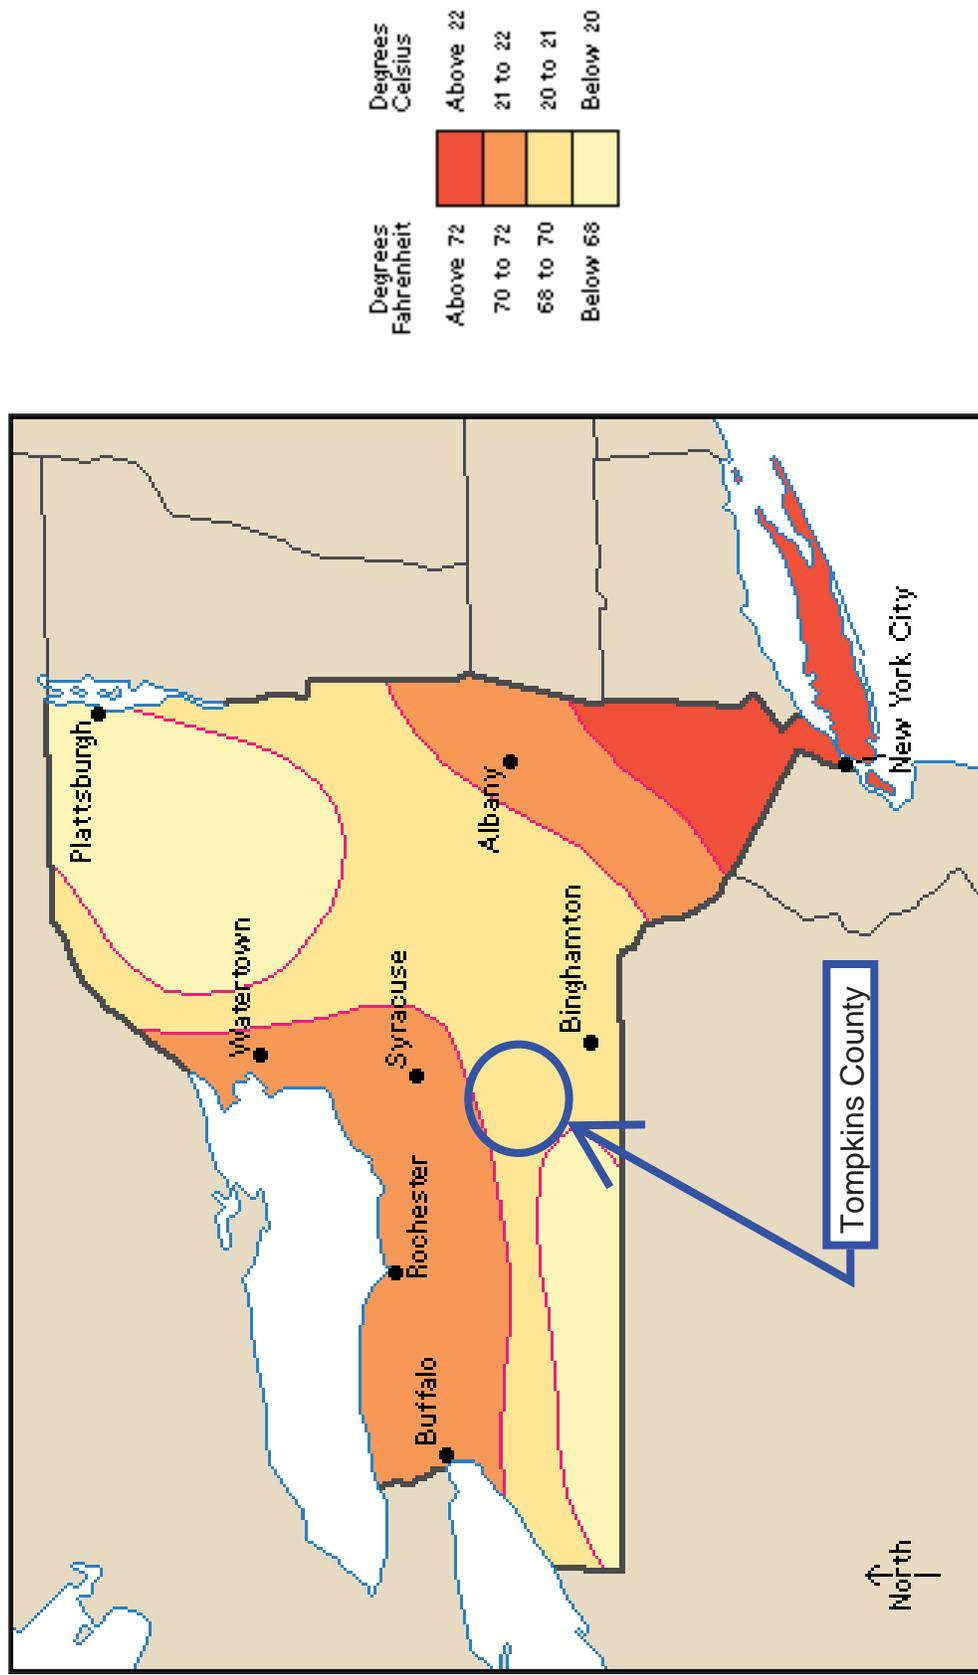 Plattsburgh
Watertown
Syracuse
Rochester
Buffalo
Albany
Binghamton
New York City
Tompkins County
North
Degrees Fahrenheit
Degrees Celsius
Above 72
Above 22
70 to 72
21 to 22
68 to 70
20 to 21
Below 68
Below 20